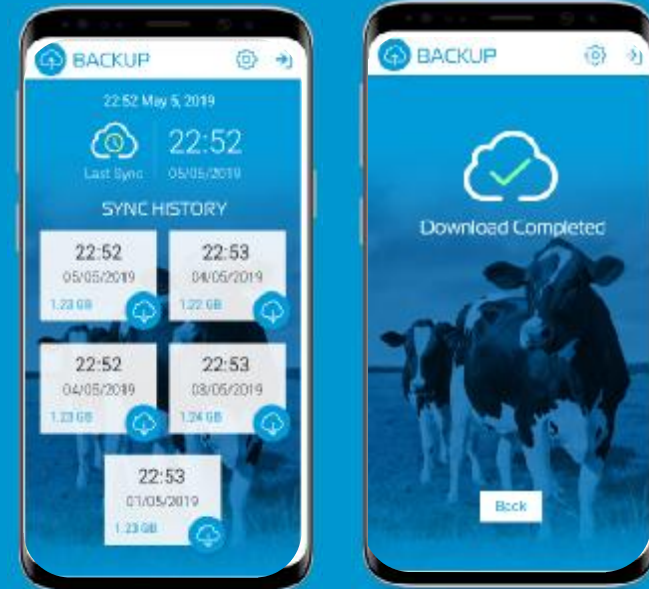 BACKUP
22:52 May 5, 2019
22:52
Last Sync 05/05/2019
SYNC HISTORY
22:52 22:53
05/05/2019 04/05/2019
1.23 GB 1.22 GB
22:52 22:53
04/05/2019 03/05/2019
1.23 GB 1.24 GB
22:53
01/05/2019
1.23 GB
BACKUP
Download Completed
Back